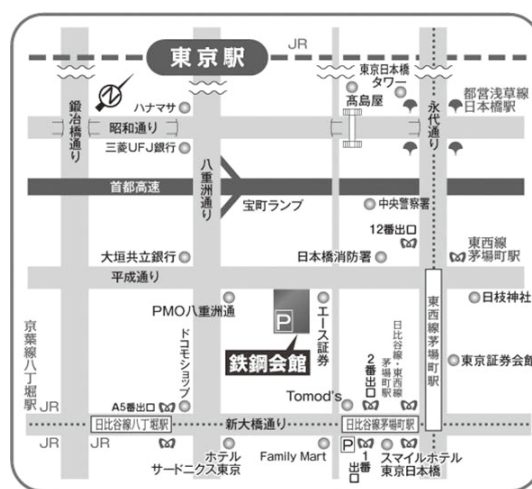 JR
東京駅
東京日本橋
タワー
髙島屋
都営浅草線
日本橋駅
鍛冶橋通り
ハナマサ
昭和通り
三菱UFJ銀行
八重洲通り
永代通り
首都高速
宝町ランプ
中央警察署
12番出口
大垣共立銀行
日本橋消防署
東西線
茅場町駅
平成通り
PMO八重洲通
P
エース証券
日枝神社
東西線茅場町駅
京葉線八丁堀駅
ドコモショップ
鉄鋼会館
日比谷線・東西線
茅場町駅
2番出口
東京証券会館
Tomod's
JR
A5番出口
日比谷線八丁堀駅
新大橋通り
日比谷線茅場町駅
JR
JR
ホテル
サードニクス東京
Family Mart
P
1番
出口
スマイルホテル
東京日本橋